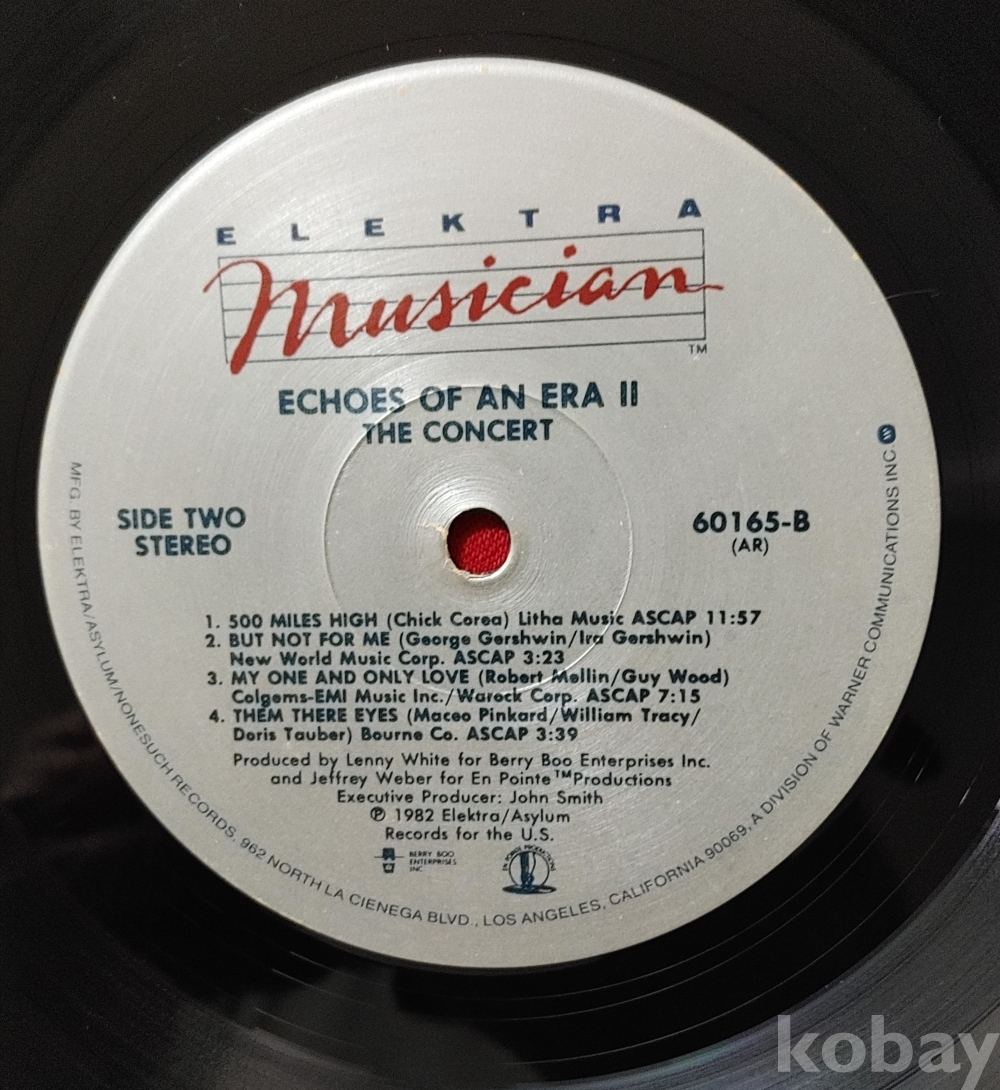 ELEKTRA
Musician
TM
ECHOES OF AN ERA II
THE CONCERT
SIDE TWO
STEREO
60165-B
(AR)
1. 500 MILES HIGH (Chick Corea) Litha Music ASCAP 11:57
2. BUT NOT FOR ME (George Gershwin/Ira Gershwin)
New World Music Corp. ASCAP 3:23
3. MY ONE AND ONLY LOVE (Robert Mellin/Guy Wood)
Colgems-EMI Music Inc./Warock Corp. ASCAP 7:15
4. THEM THERE EYES (Maceo Pinkard/William Tracy/
Doris Tauber) Bourne Co. ASCAP 3:39
Produced by Lenny White for Berry Boo Enterprises Inc.
and Jeffrey Weber for En Pointe™Productions
Executive Producer: John Smith
℗ 1982 Elektra/Asylum
Records for the U.S.
BERRY BOO
ENTERPRISES
INC
EN POINTE PRODUCTIONS
MFG. BY ELEKTRA/ASYLUM/NONESUCH RECORDS, 962 NORTH LA CIENEGA BLVD., LOS ANGELES, CALIFORNIA 90069, A DIVISION OF WARNER COMMUNICATIONS INC.
kobay